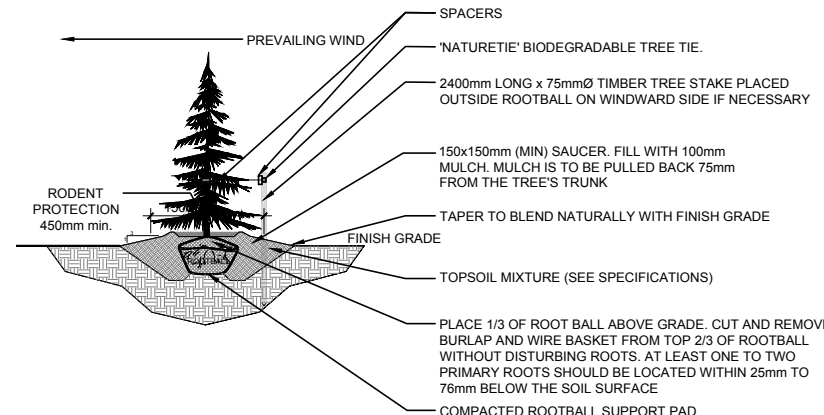 SPACERS
PREVAILING WIND
'NATURETIE' BIODEGRADABLE TREE TIE.
2400mm LONG x 75mmØ TIMBER TREE STAKE PLACED
OUTSIDE ROOTBALL ON WINDWARD SIDE IF NECESSARY
150x150mm (MIN) SAUCER. FILL WITH 100mm
MULCH. MULCH IS TO BE PULLED BACK 75mm
FROM THE TREE'S TRUNK
RODENT
PROTECTION
450mm min.
TAPER TO BLEND NATURALLY WITH FINISH GRADE
FINISH GRADE
TOPSOIL MIXTURE (SEE SPECIFICATIONS)
PLACE 1/3 OF ROOT BALL ABOVE GRADE. CUT AND REMOVE
BURLAP AND WIRE BASKET FROM TOP 2/3 OF ROOTBALL
WITHOUT DISTURBING ROOTS. AT LEAST ONE TO TWO
PRIMARY ROOTS SHOULD BE LOCATED WITHIN 25mm TO
76mm BELOW THE SOIL SURFACE
COMPACTED ROOTBALL SUPPORT PAD